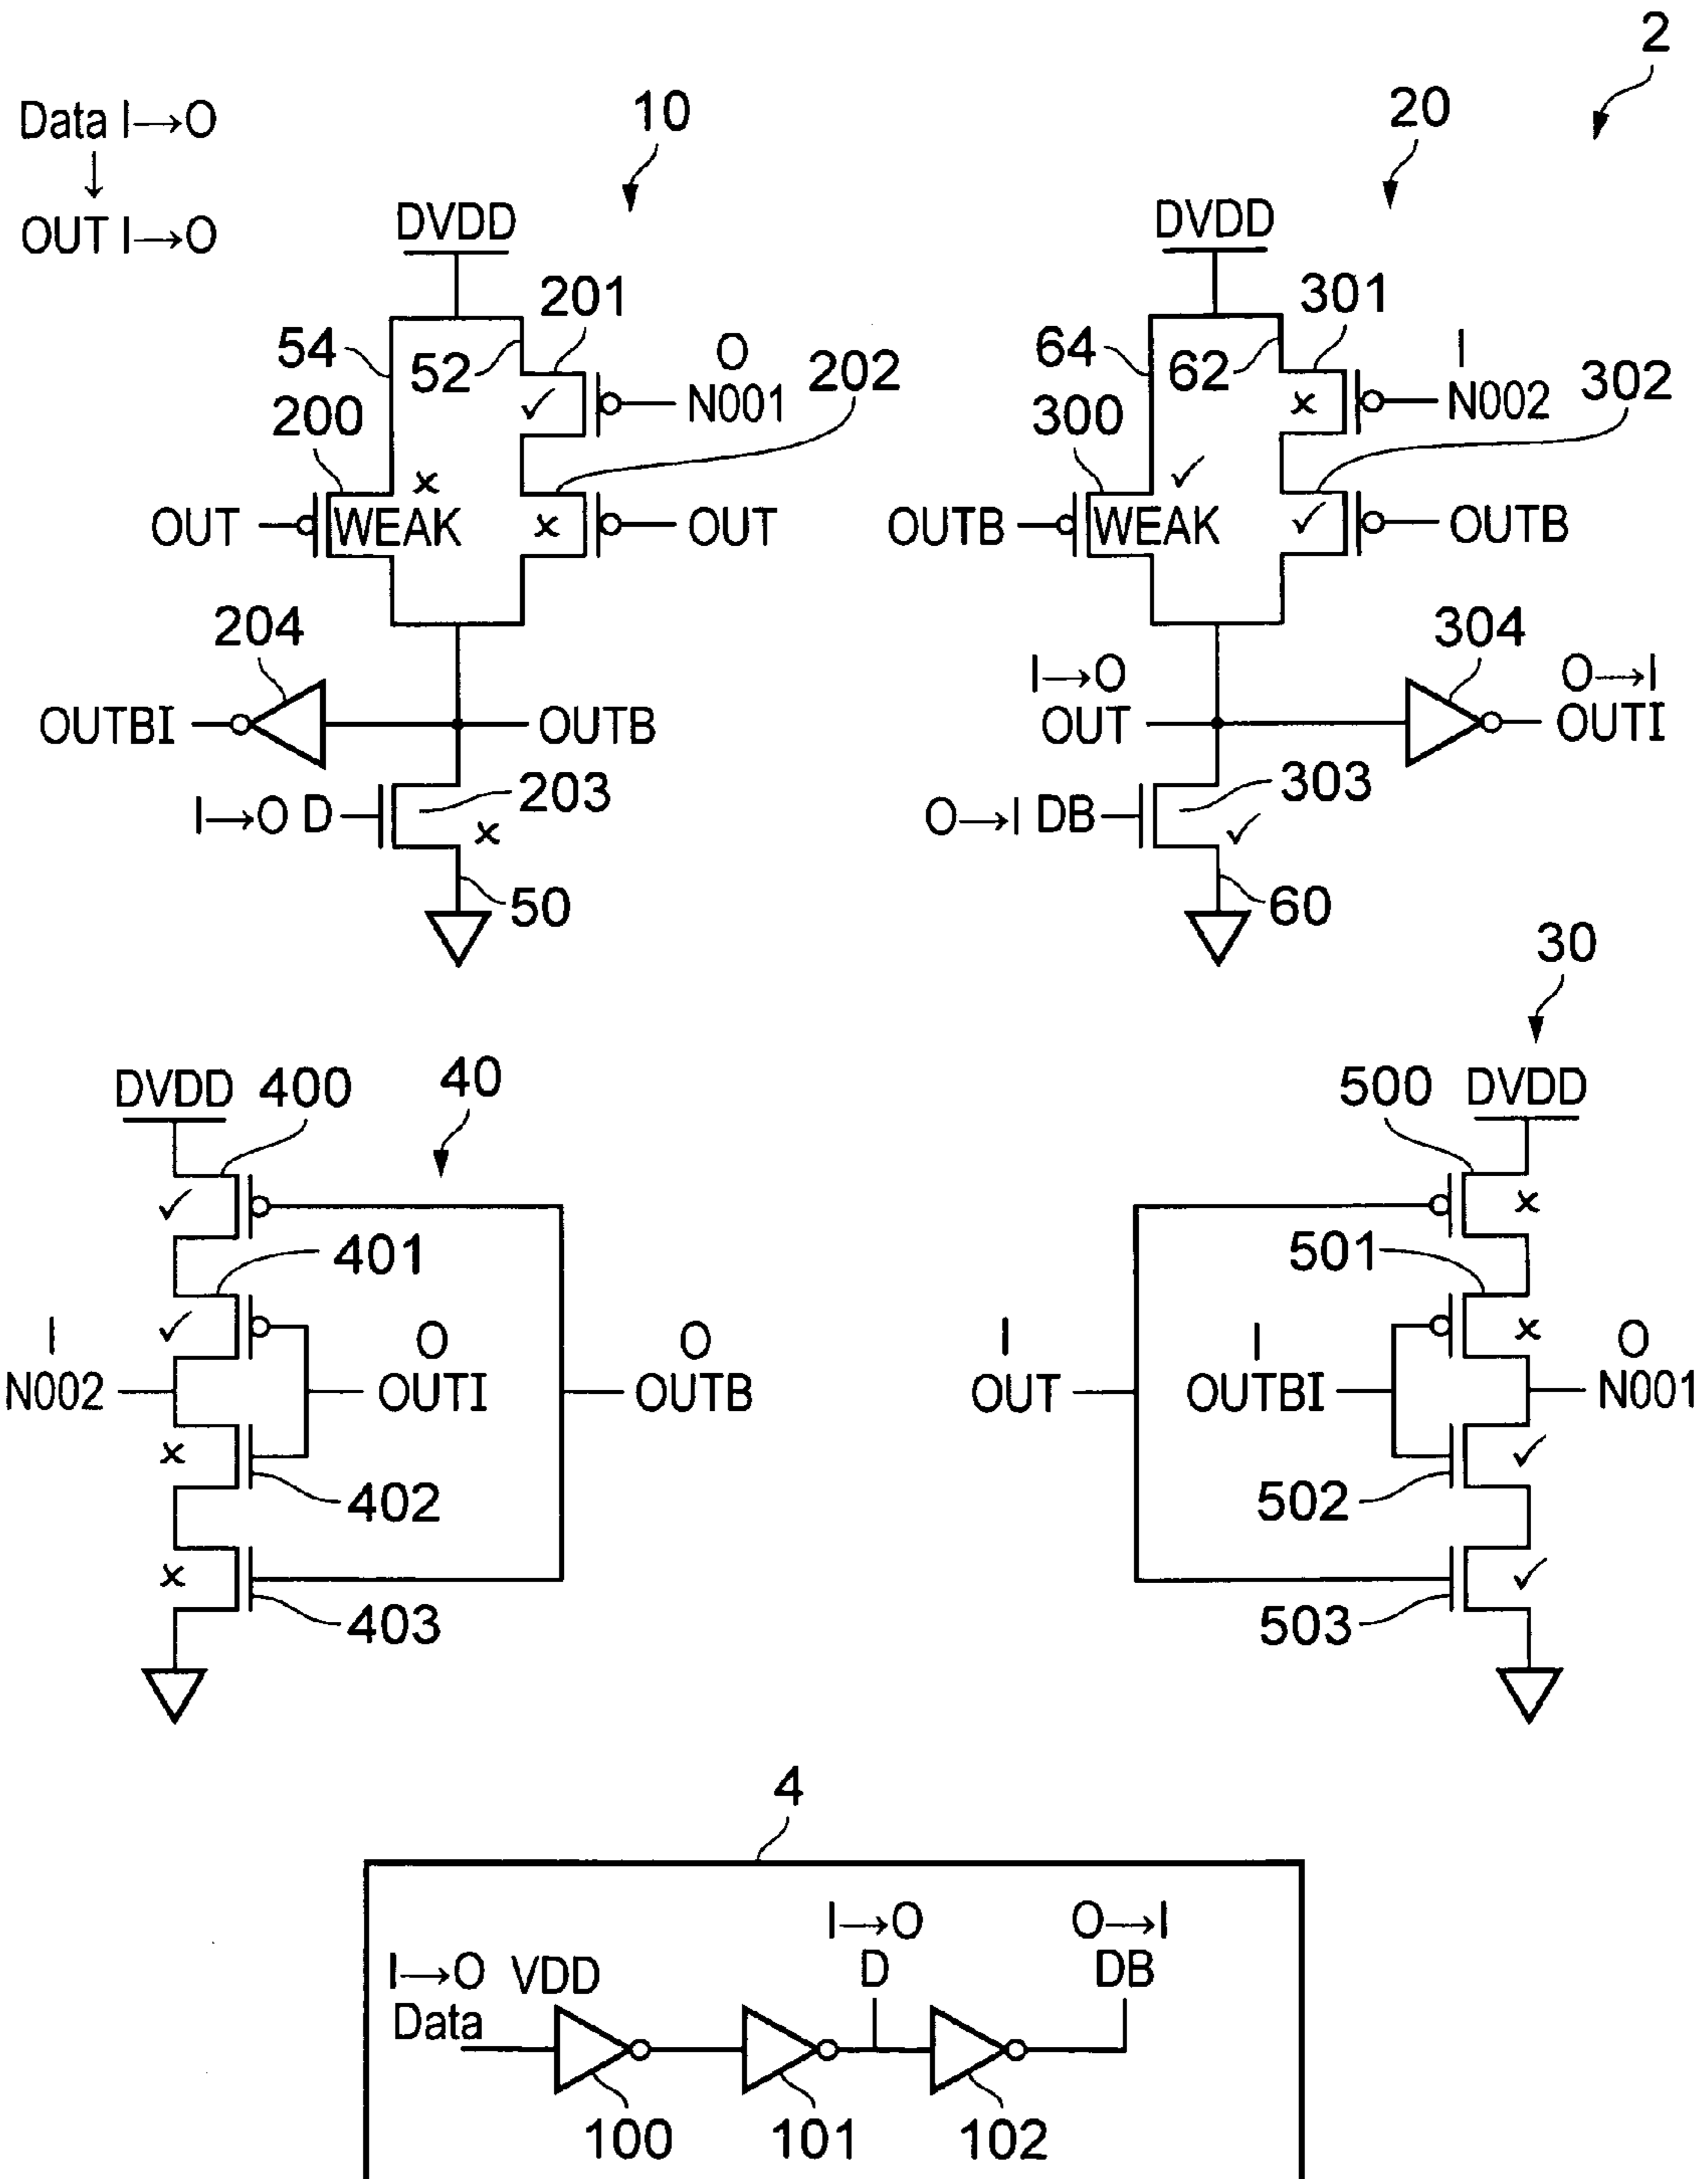 2
Data I→O
↓
OUT I→O
10
20
DVDD
DVDD
201
301
54
52
O
N001
202
64
62
I
N002
302
200
300
✓
x
x
✓
OUT
WEAK
x
OUT
OUTB
WEAK
✓
OUTB
204
304
OUTBI
OUTB
I→O
OUT
O→I
OUTI
I→O D
203
x
O→I DB
303
✓
50
60
30
DVDD
400
40
500
DVDD
✓
x
401
501
✓
x
I
N002
O
OUTI
O
OUTB
I
OUT
I
OUTBI
O
N001
x
✓
402
502
x
✓
403
503
4
I→O
Data
VDD
I→O
D
O→I
DB
100
101
102